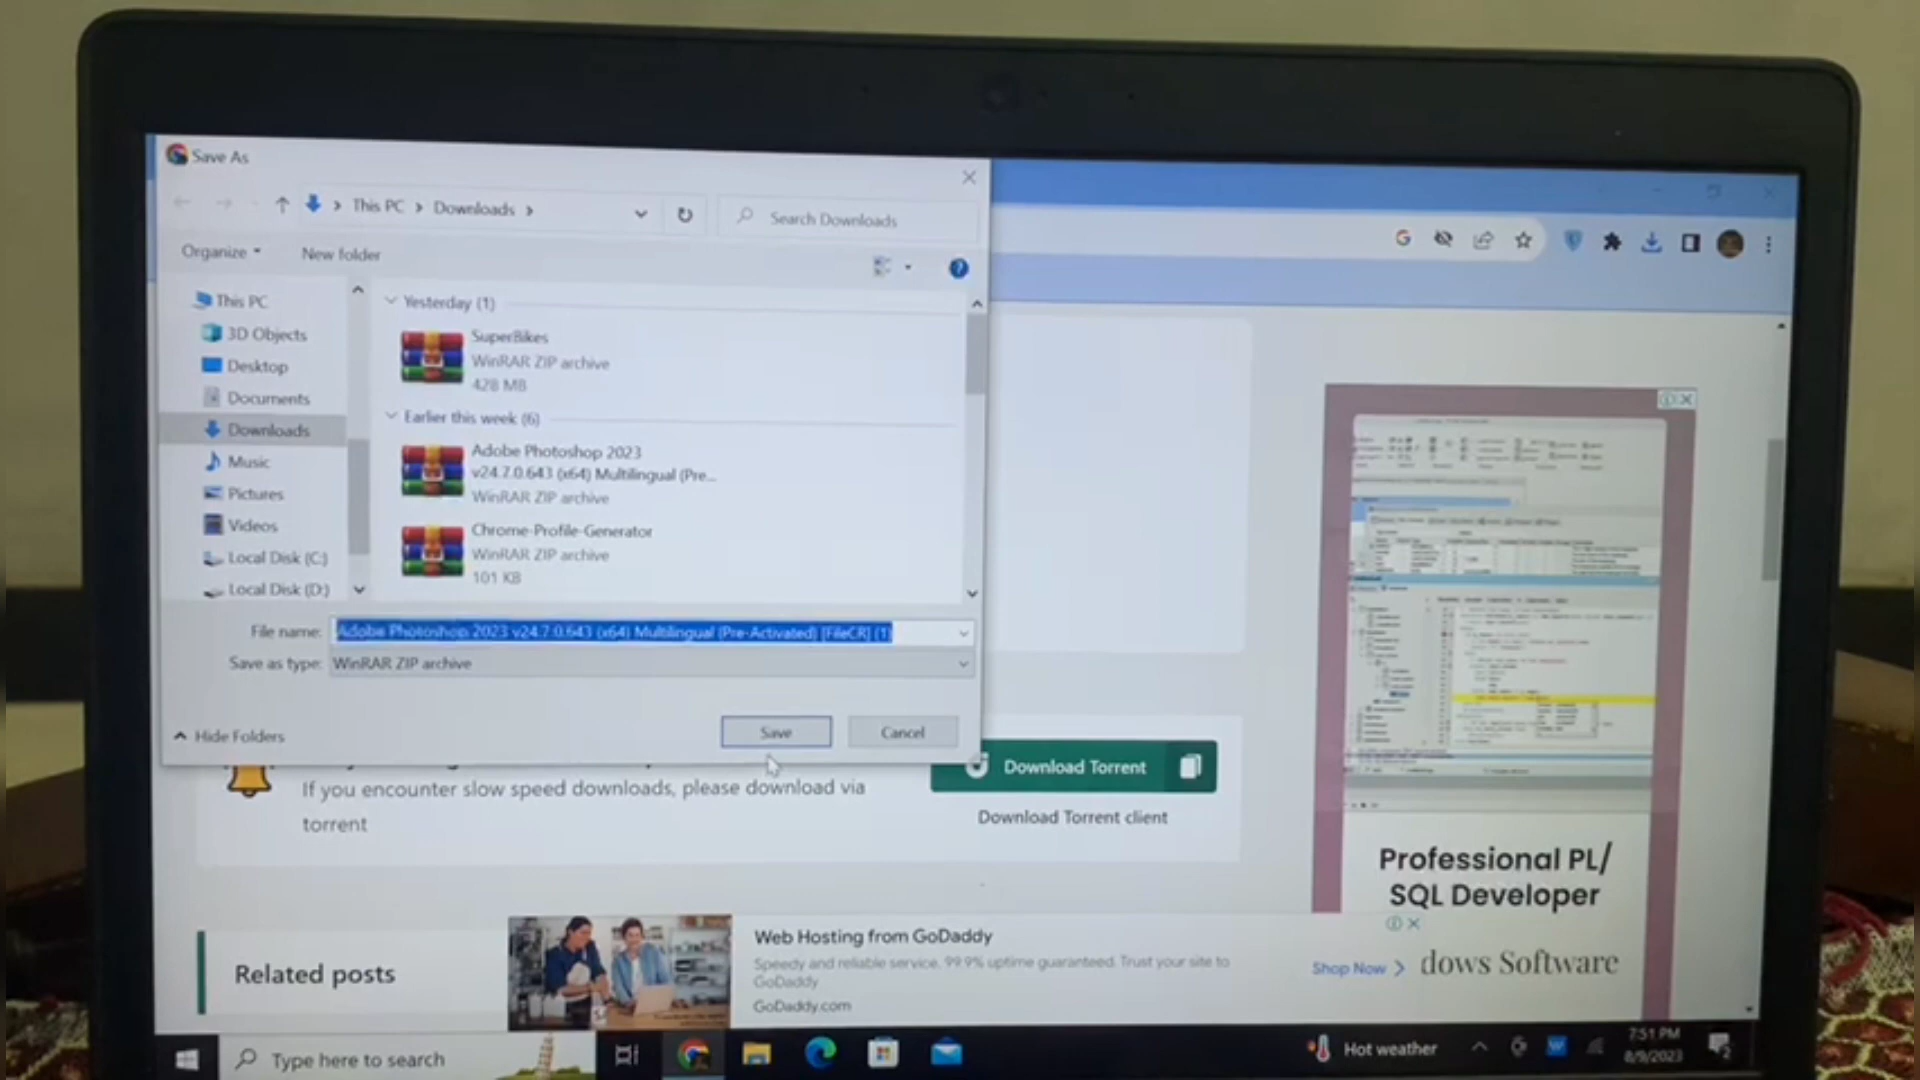 Save As
This PC > Downloads >
Search Downloads
Organize
New folder
This PC
3D Objects
Desktop
Documents
Downloads
Music
Pictures
Videos
Local Disk (C:)
Local Disk (D:)
Yesterday (1)
SuperBikes
WinRAR ZIP archive
428 MB
Earlier this week (6)
Adobe Photoshop 2023
v24.7.0.643 (x64) Multilingual (Pre...
WinRAR ZIP archive
Chrome-Profile-Generator
WinRAR ZIP archive
101 KB
File name: Adobe Photoshop 2023 v24.7.0.643 (x64) Multilingual (Pre-Activated) [FileCR] (1)
Save as type: WinRAR ZIP archive
Hide Folders
Save
Cancel
If you encounter slow speed downloads, please download via
torrent
Download Torrent
Download Torrent client
Professional PL/
SQL Developer
Related posts
Web Hosting from GoDaddy
Speedy and reliable service. 99.9% uptime guaranteed. Trust your site to
GoDaddy
GoDaddy.com
Shop Now >
dows Software
Type here to search
Hot weather
7:51 PM
8/9/2023